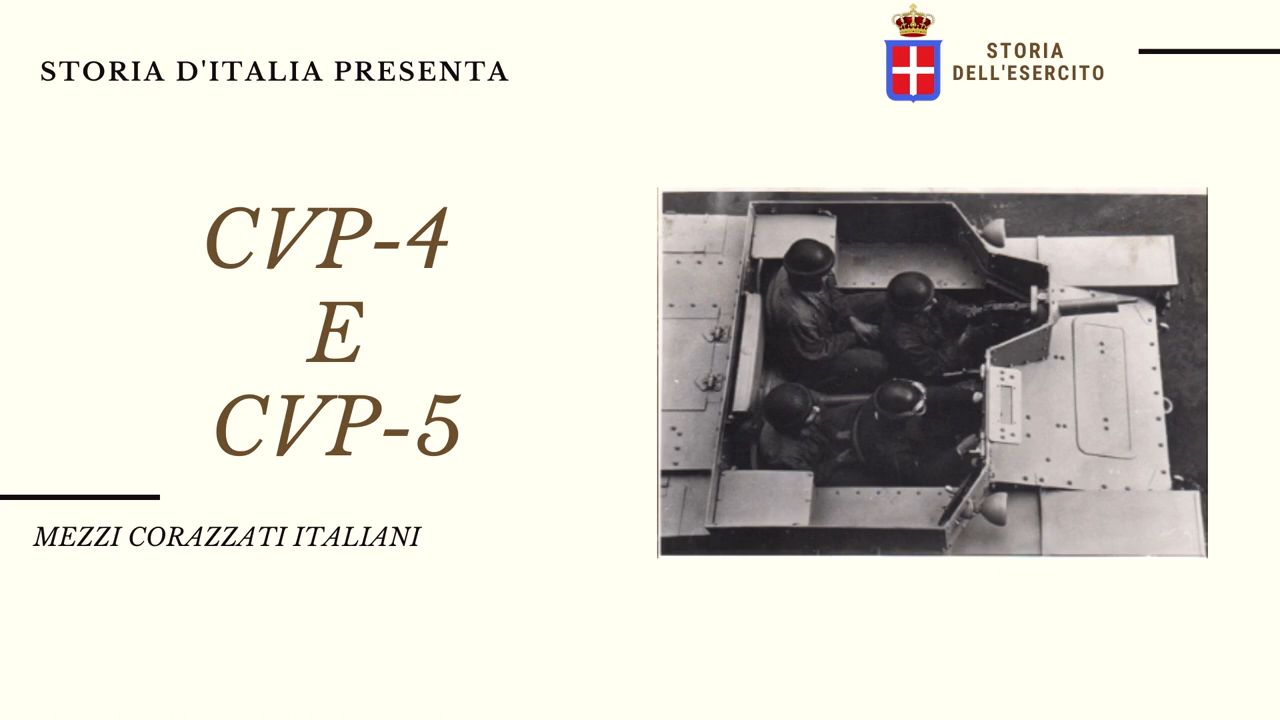 STORIA D'ITALIA PRESENTA
STORIA
DELL'ESERCITO
CVP-4
E
CVP-5
MEZZI CORAZZATI ITALIANI